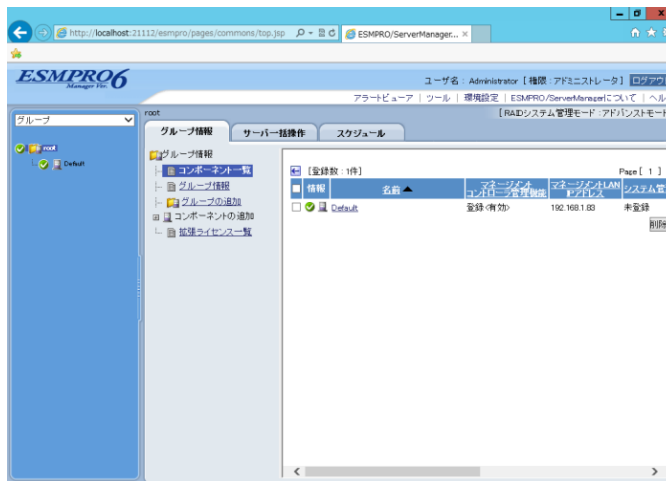 http://localhost:21112/esmpro/pages/commons/top.jsp
ESMPRO/ServerManager...
ESMPRO6
Manager Ver.
ユーザ名 : Administrator [ 権限 : アドミニストレータ ] ログアウ
アラートビューア | ツール | 環境設定 | ESMPRO/ServerManagerについて | ヘル
グループ
root
Default
root
[ RAIDシステム管理モード : アドバンストモード
グループ情報
サーバ一括操作
スケジュール
グループ情報
コンポーネント一覧
グループ情報
グループの追加
コンポーネントの追加
拡張ライセンス一覧
[登録数 : 1件]
Page [ 1 ]
情報 名前▲ マネージメントコントローラ管理機能 マネージメントLAN IPアドレス システム管
Default 登録<有効> 192.168.1.83 未登録
削除